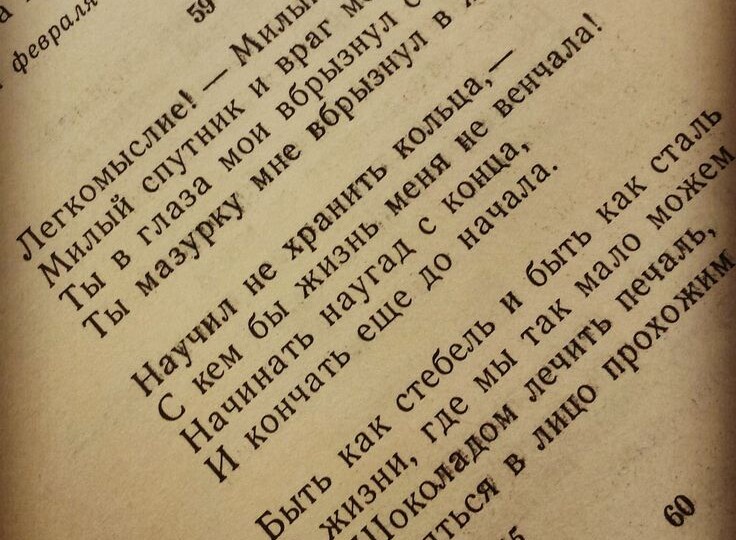 59
февраля
Легкомыслие! — Милый
Милый спутник и враг
Ты в глаза мои вбрызнул
Ты мазурку мне вбрызнул в
Научил не хранить кольца,—
С кем бы жизнь меня не венчала!
Начинать наугад с конца,
И кончать еще до начала.
Быть как стебель и быть как сталь
жизни, где мы так мало можем
Шоколадом лечить печаль,
яться в лицо прохожим
60